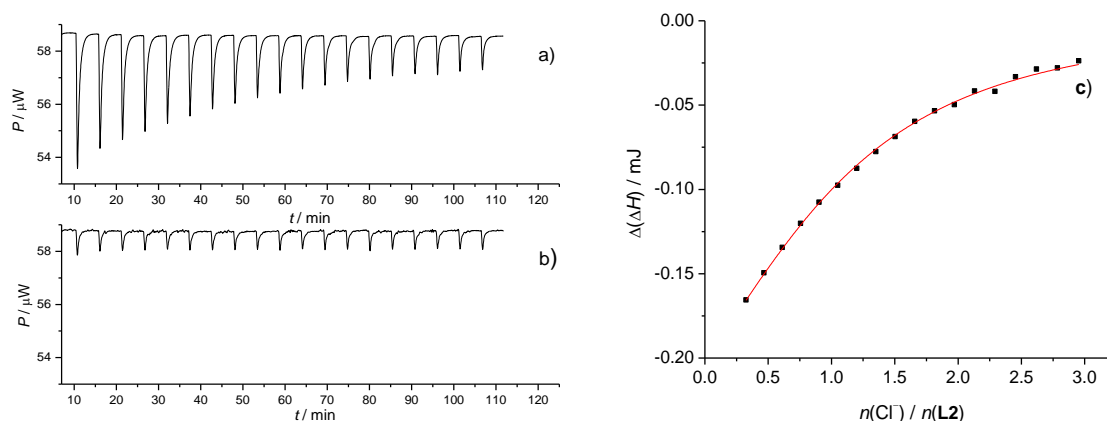 a)
P / μW
58
56
54
10 20 30 40 50 60 70 80 90 100 110 120
t / min
b)
P / μW
58
56
54
10 20 30 40 50 60 70 80 90 100 110 120
t / min
c)
Δ(ΔH) / mJ
0.00
-0.05
-0.10
-0.15
-0.20
0.0 0.5 1.0 1.5 2.0 2.5 3.0
n(Cl⁻) / n(L2)